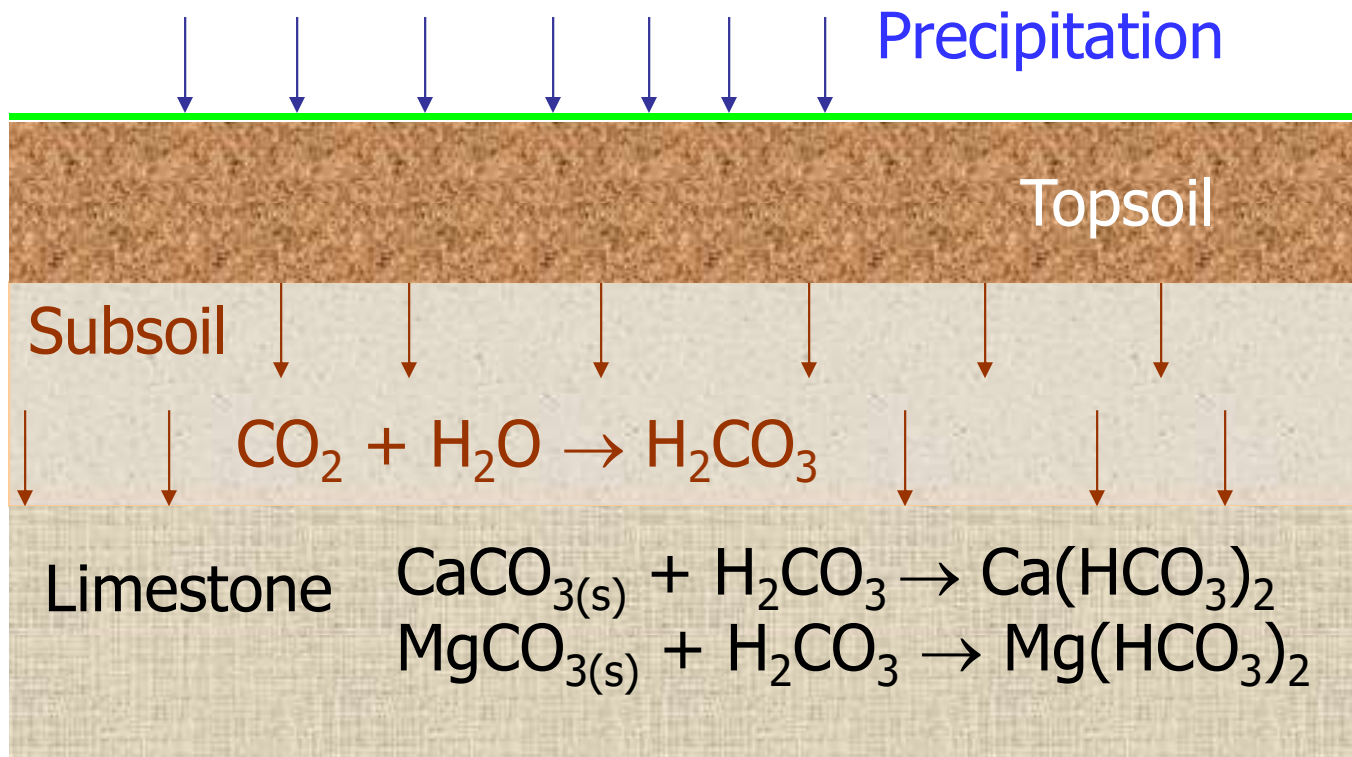 Precipitation
Topsoil
Subsoil
CO₂ + H₂O → H₂CO₃
Limestone
CaCO₃₍ₛ₎ + H₂CO₃ → Ca(HCO₃)₂
MgCO₃₍ₛ₎ + H₂CO₃ → Mg(HCO₃)₂